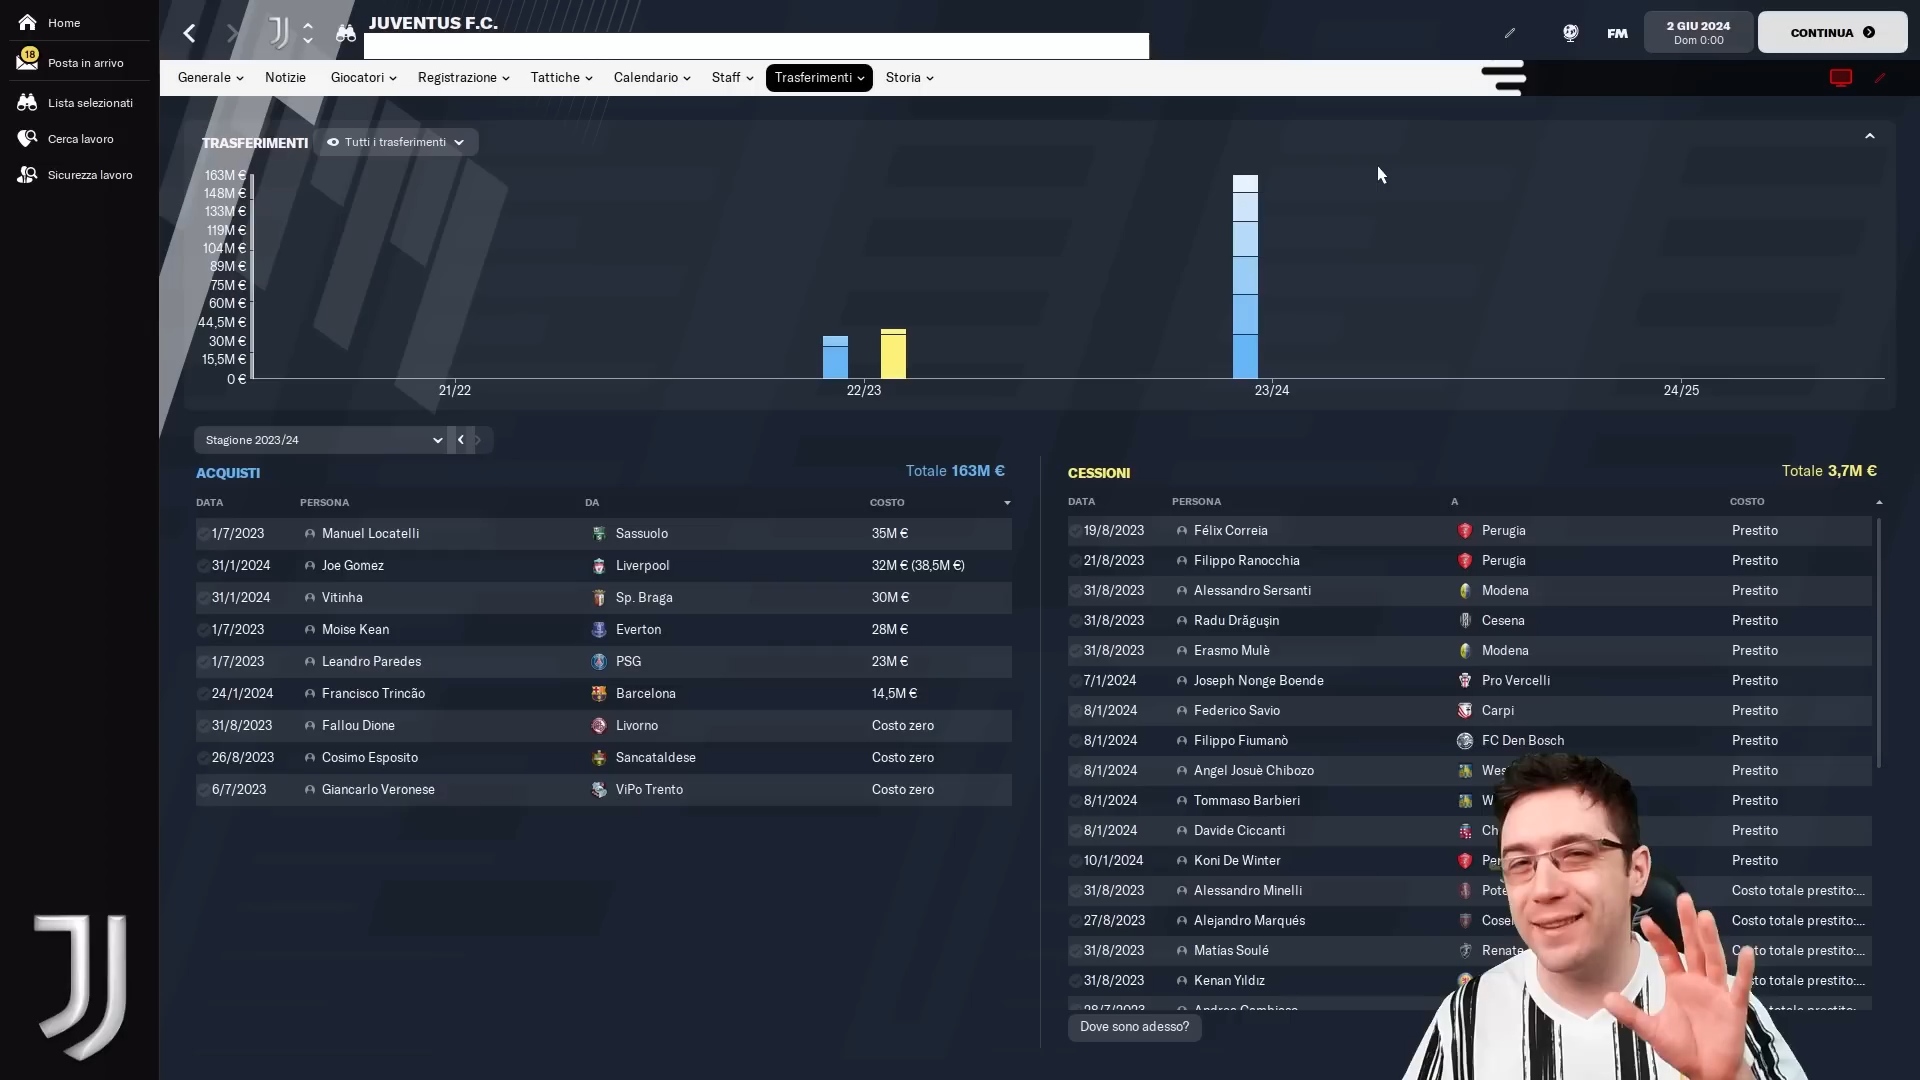 Home
18
Posta in arrivo
Lista selezionati
Cerca lavoro
Sicurezza lavoro
JUVENTUS F.C.
FM
2 GIU 2024
Dom 0:00
CONTINUA
Generale Notizie Giocatori Registrazione Tattiche Calendario Staff Trasferimenti Storia
TRASFERIMENTI Tutti i trasferimenti
163M €
148M €
133M €
119M €
104M €
89M €
75M €
60M €
44,5M €
30M €
15,5M €
0 €
21/22 22/23 23/24 24/25
Stagione 2023/24
ACQUISTI Totale 163M €
DATA PERSONA DA COSTO
1/7/2023 Manuel Locatelli Sassuolo 35M €
31/1/2024 Joe Gomez Liverpool 32M € (38,5M €)
31/1/2024 Vitinha Sp. Braga 30M €
1/7/2023 Moise Kean Everton 28M €
1/7/2023 Leandro Paredes PSG 23M €
24/1/2024 Francisco Trincão Barcelona 14,5M €
31/8/2023 Fallou Dione Livorno Costo zero
26/8/2023 Cosimo Esposito Sancataldese Costo zero
6/7/2023 Giancarlo Veronese ViPo Trento Costo zero
CESSIONI Totale 3,7M €
DATA PERSONA A COSTO
19/8/2023 Félix Correia Perugia Prestito
21/8/2023 Filippo Ranocchia Perugia Prestito
31/8/2023 Alessandro Sersanti Modena Prestito
31/8/2023 Radu Drăgușin Cesena Prestito
31/8/2023 Erasmo Mulè Modena Prestito
7/1/2024 Joseph Nonge Boende Pro Vercelli Prestito
8/1/2024 Federico Savio Carpi Prestito
8/1/2024 Filippo Fiumanò FC Den Bosch Prestito
8/1/2024 Angel Josuè Chibozo Prestito
8/1/2024 Tommaso Barbieri Prestito
8/1/2024 Davide Ciccanti Prestito
10/1/2024 Koni De Winter Prestito
31/8/2023 Alessandro Minelli Costo totale prestito:...
27/8/2023 Alejandro Marqués Costo totale prestito:...
31/8/2023 Matías Soulé Renate Costo totale prestito:...
31/8/2023 Kenan Yıldız totale prestito:...
Dove sono adesso?